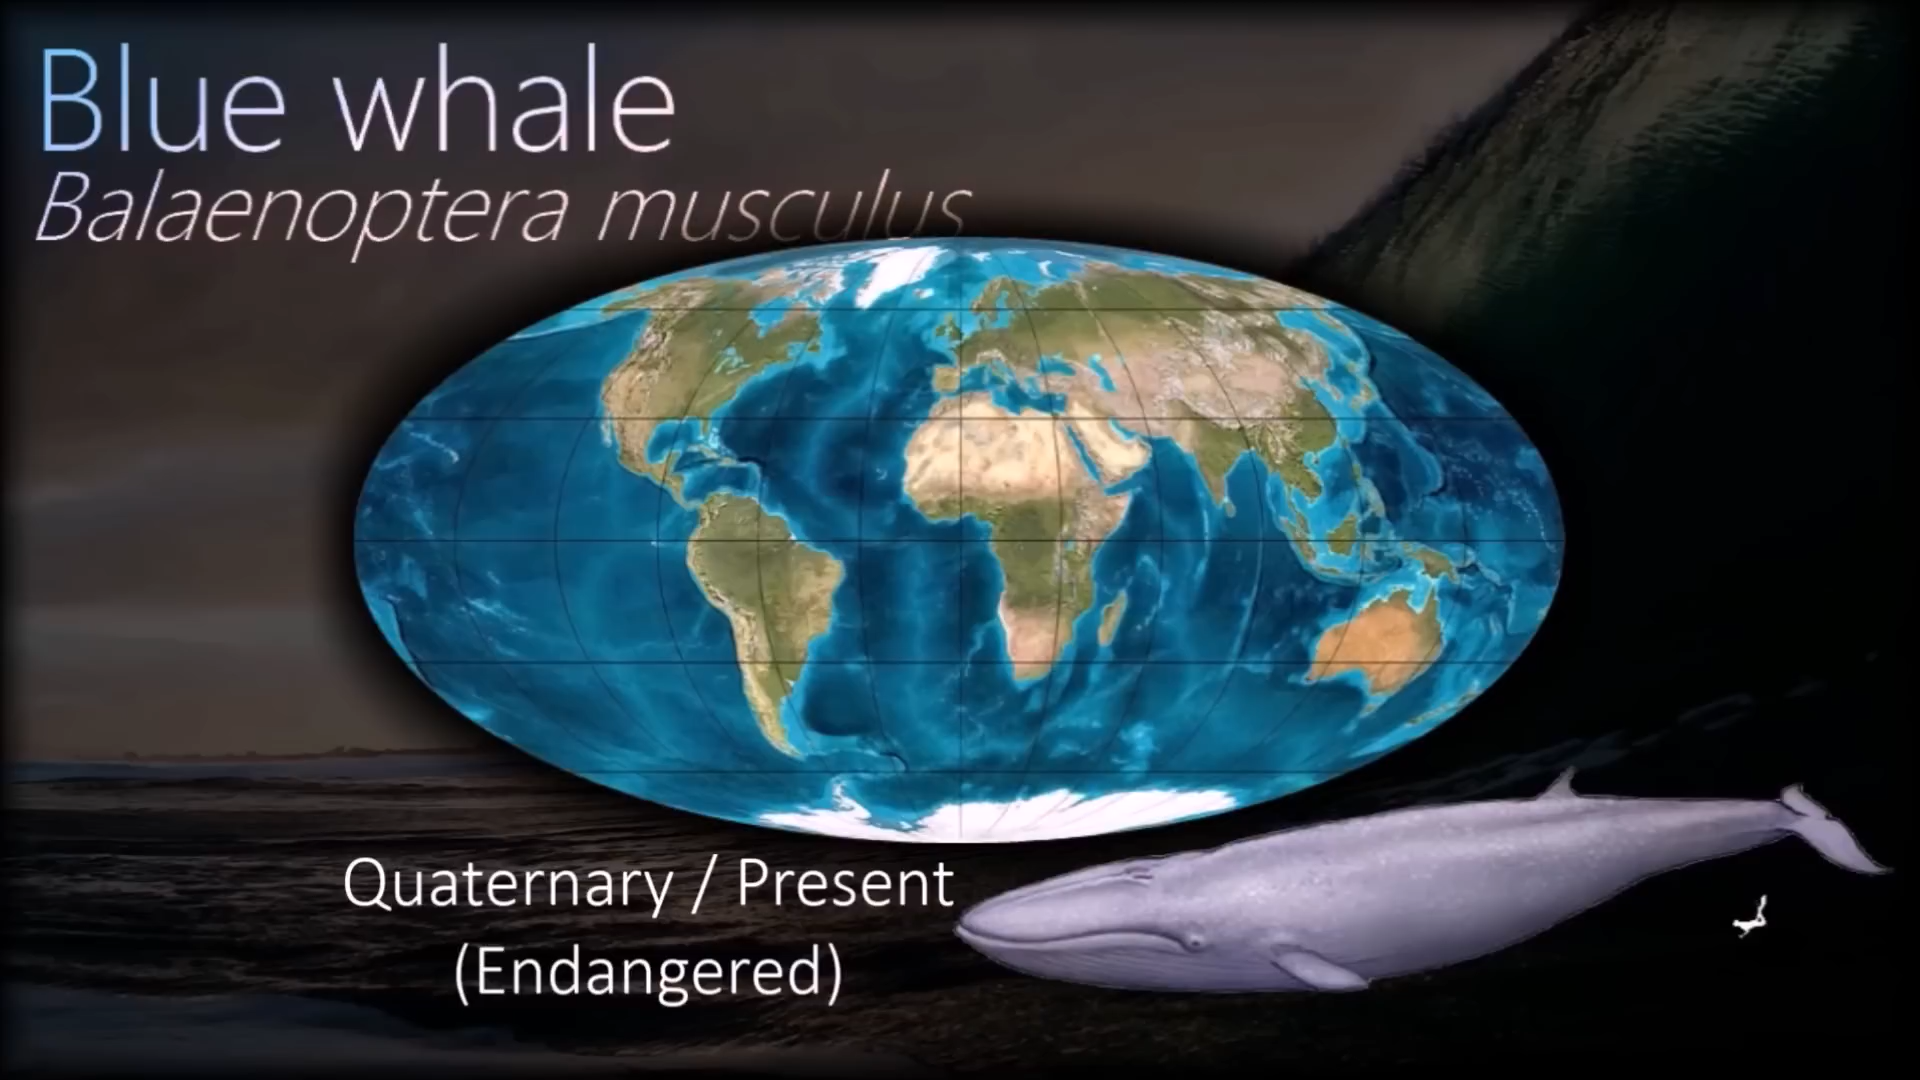 Blue whale
Balaenoptera musculus
Quaternary / Present
(Endangered)